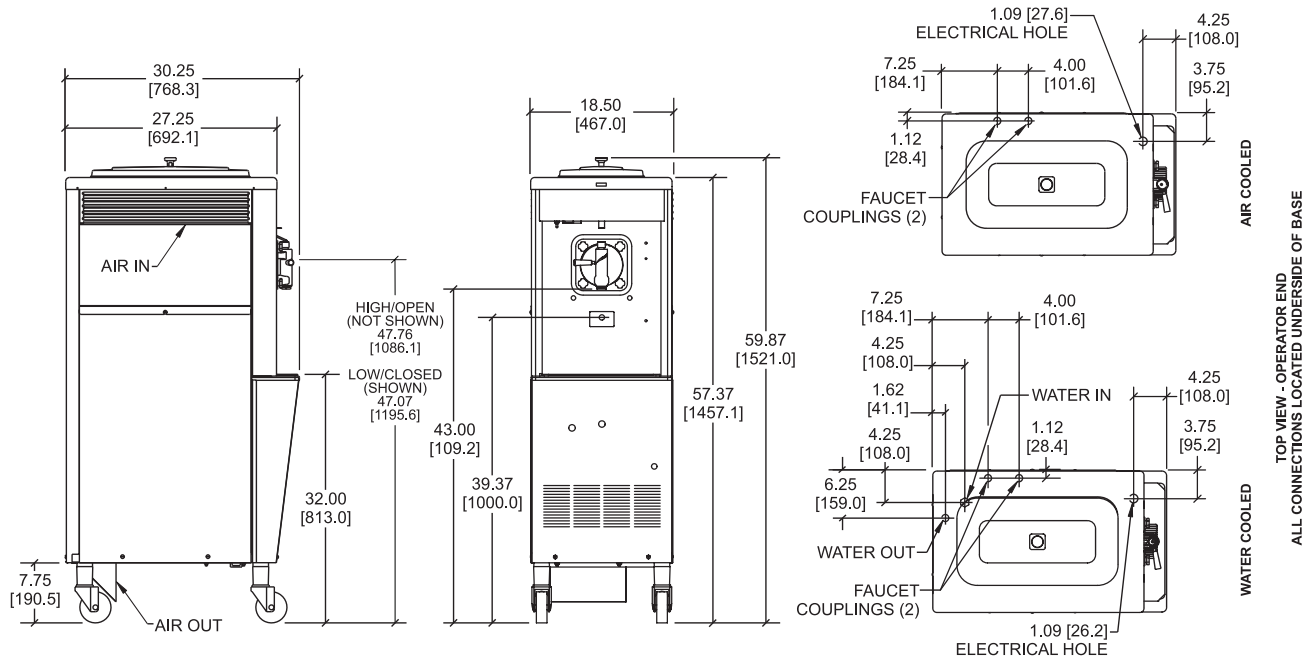 30.25
[768.3]
27.25
[692.1]
AIR IN
HIGH/OPEN
(NOT SHOWN)
47.76
[1086.1]
LOW/CLOSED
(SHOWN)
47.07
[1195.6]
32.00
[813.0]
7.75
[190.5]
AIR OUT
18.50
[467.0]
43.00
[109.2]
39.37
[1000.0]
59.87
[1521.0]
57.37
[1457.1]
1.09 [27.6]
ELECTRICAL HOLE
4.25
[108.0]
7.25
[184.1]
4.00
[101.6]
3.75
[95.2]
1.12
[28.4]
FAUCET
COUPLINGS (2)
AIR COOLED
7.25
[184.1]
4.00
[101.6]
4.25
[108.0]
1.62
[41.1]
WATER IN
4.25
[108.0]
4.25
[108.0]
1.12
[28.4]
3.75
[95.2]
6.25
[159.0]
WATER OUT
FAUCET
COUPLINGS (2)
1.09 [26.2]
ELECTRICAL HOLE
WATER COOLED
TOP VIEW - OPERATOR END
ALL CONNECTIONS LOCATED UNDERSIDE OF BASE